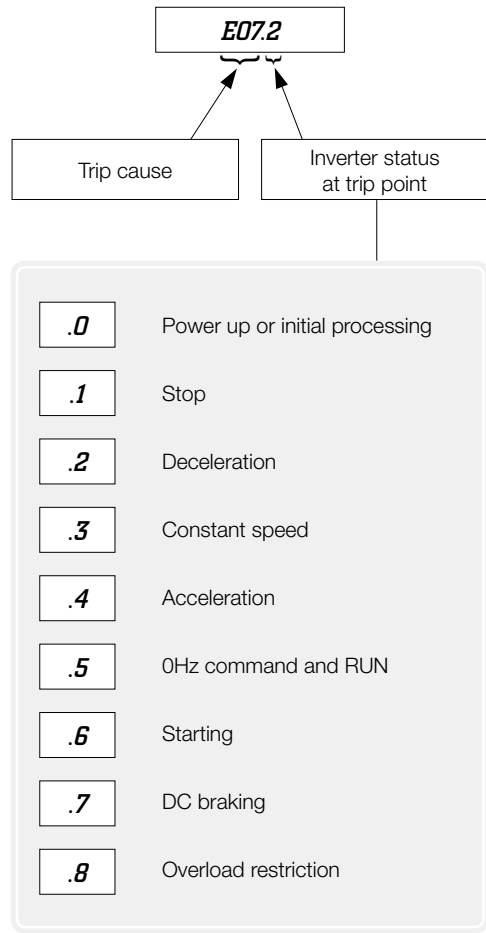 E07.2
Trip cause
Inverter status
at trip point
.0 Power up or initial processing
.1 Stop
.2 Deceleration
.3 Constant speed
.4 Acceleration
.5 0Hz command and RUN
.6 Starting
.7 DC braking
.8 Overload restriction